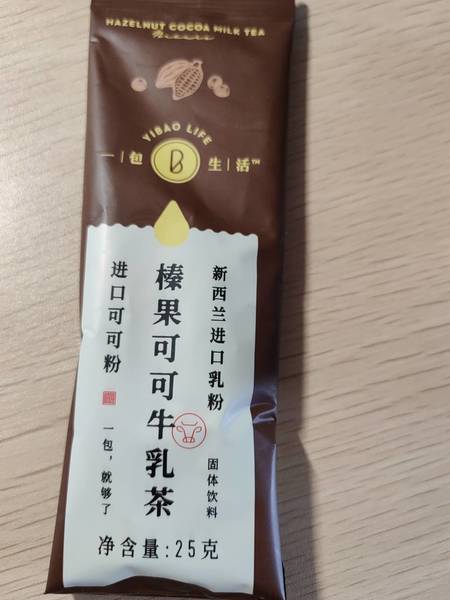 HAZELNUT COCOA MILK TEA
YIBAO LIFE
一包 B 生活™
新西兰进口乳粉
榛果可可牛乳茶
进口可可粉
固体饮料
一包，就够了
净含量:25克